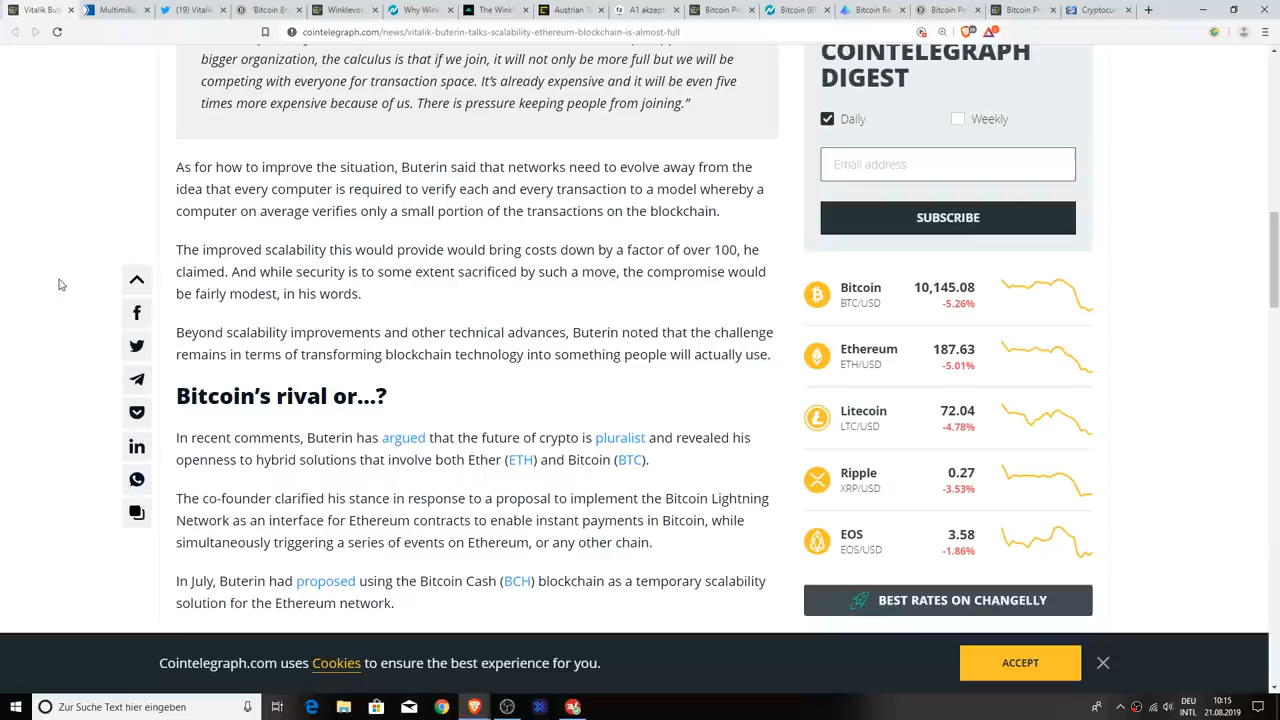 Vitalik But
Multimillio
(19) Vitalik
'Bitcoin Br
Winklevos
Why Wink
The Winkl
Austrian Te
A1 akzept
Bitcoin Pe
Bitcoin (BT
Bitcoin Re
Bitcoin Pri
Bitcoin Pr
Cryptocur
cointelegraph.com/news/vitalik-buterin-talks-scalability-ethereum-blockchain-is-almost-full
bigger organization, the calculus is that if we join, it will not only be more full but we will be
competing with everyone for transaction space. It's already expensive and it will be even five
times more expensive because of us. There is pressure keeping people from joining."
As for how to improve the situation, Buterin said that networks need to evolve away from the
idea that every computer is required to verify each and every transaction to a model whereby a
computer on average verifies only a small portion of the transactions on the blockchain.
The improved scalability this would provide would bring costs down by a factor of over 100, he
claimed. And while security is to some extent sacrificed by such a move, the compromise would
be fairly modest, in his words.
Beyond scalability improvements and other technical advances, Buterin noted that the challenge
remains in terms of transforming blockchain technology into something people will actually use.
Bitcoin's rival or...?
In recent comments, Buterin has argued that the future of crypto is pluralist and revealed his
openness to hybrid solutions that involve both Ether (ETH) and Bitcoin (BTC).
The co-founder clarified his stance in response to a proposal to implement the Bitcoin Lightning
Network as an interface for Ethereum contracts to enable instant payments in Bitcoin, while
simultaneously triggering a series of events on Ethereum, or any other chain.
In July, Buterin had proposed using the Bitcoin Cash (BCH) blockchain as a temporary scalability
solution for the Ethereum network.
COINTELEGRAPH
DIGEST
Daily
Weekly
Email address
SUBSCRIBE
Bitcoin 10,145.08
BTC/USD -5.26%
Ethereum 187.63
ETH/USD -5.01%
Litecoin 72.04
LTC/USD -4.78%
Ripple 0.27
XRP/USD -3.53%
EOS 3.58
EOS/USD -1.86%
BEST RATES ON CHANGELLY
Cointelegraph.com uses Cookies to ensure the best experience for you.
ACCEPT
Zur Suche Text hier eingeben
DEU
INTL
10:15
21.08.2019